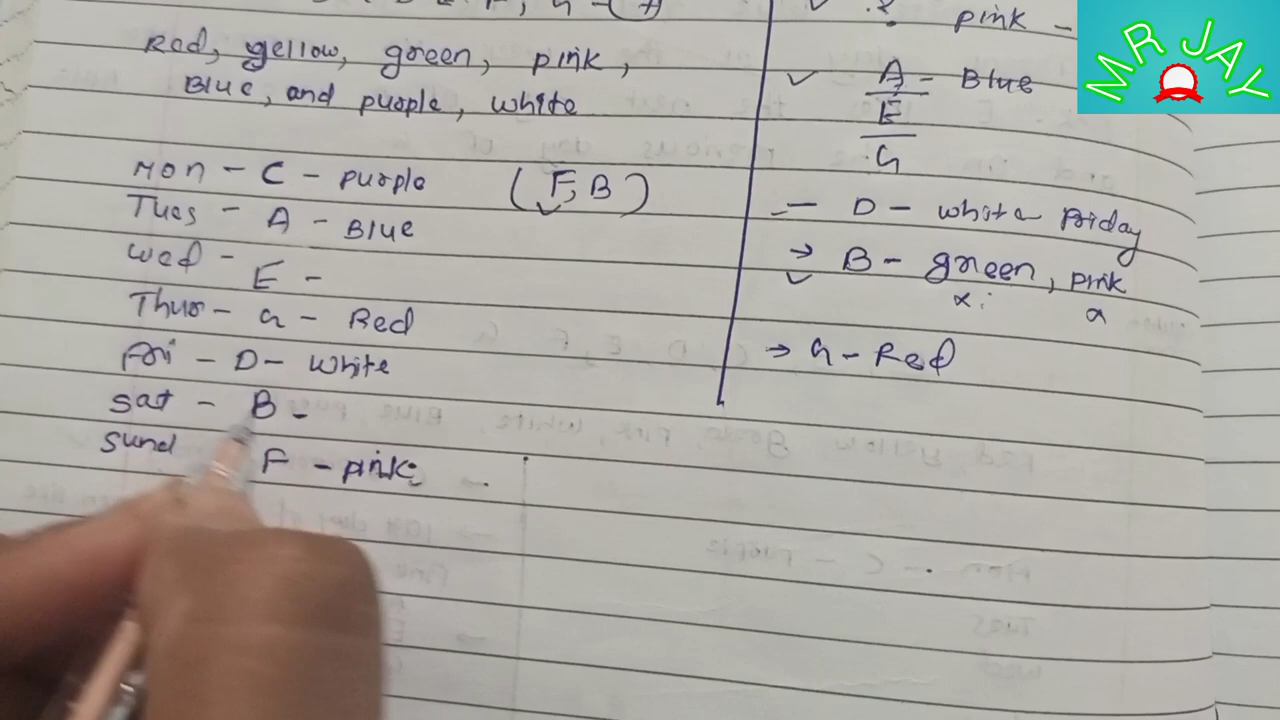 Red, yellow, green, pink,
Blue, and purple, white
Mon - C - purple (F, B)
Tues - A - Blue
Wed - E -
Thur - G - Red
Fri - D - White
Sat - B -
Sund F - pink
pink -
A - Blue
E
G
- D - white Friday
→ B - green, pink
x x
→ G - Red
MR JAY